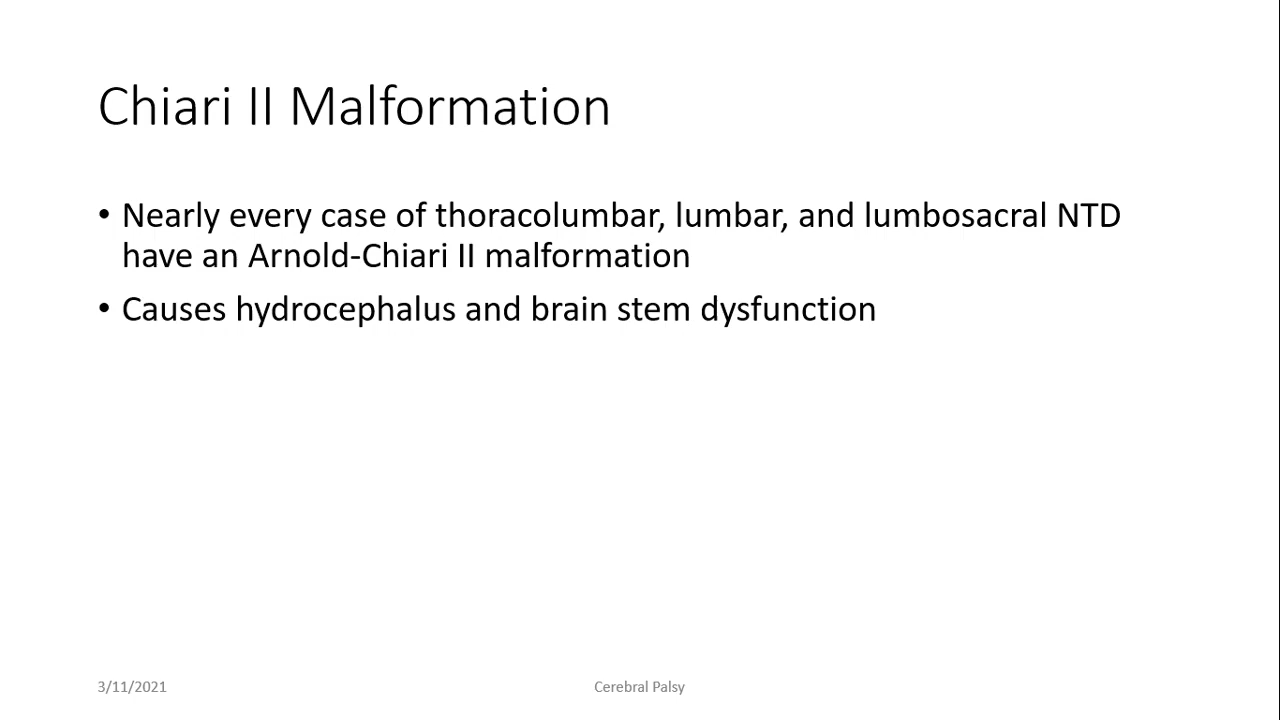 Chiari II Malformation
• Nearly every case of thoracolumbar, lumbar, and lumbosacral NTD
have an Arnold-Chiari II malformation
• Causes hydrocephalus and brain stem dysfunction
3/11/2021
Cerebral Palsy